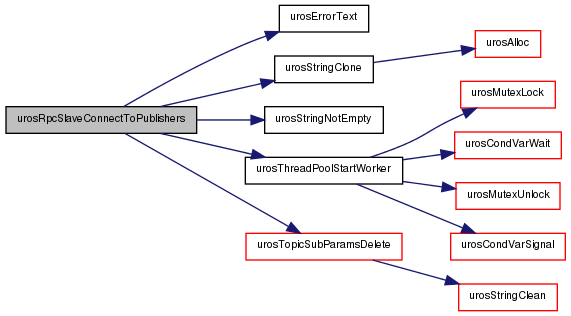 urosErrorText
urosAlloc
urosStringClone
urosMutexLock
urosRpcSlaveConnectToPublishers
urosStringNotEmpty
urosCondVarWait
urosThreadPoolStartWorker
urosMutexUnlock
urosTopicSubParamsDelete
urosCondVarSignal
urosStringClean